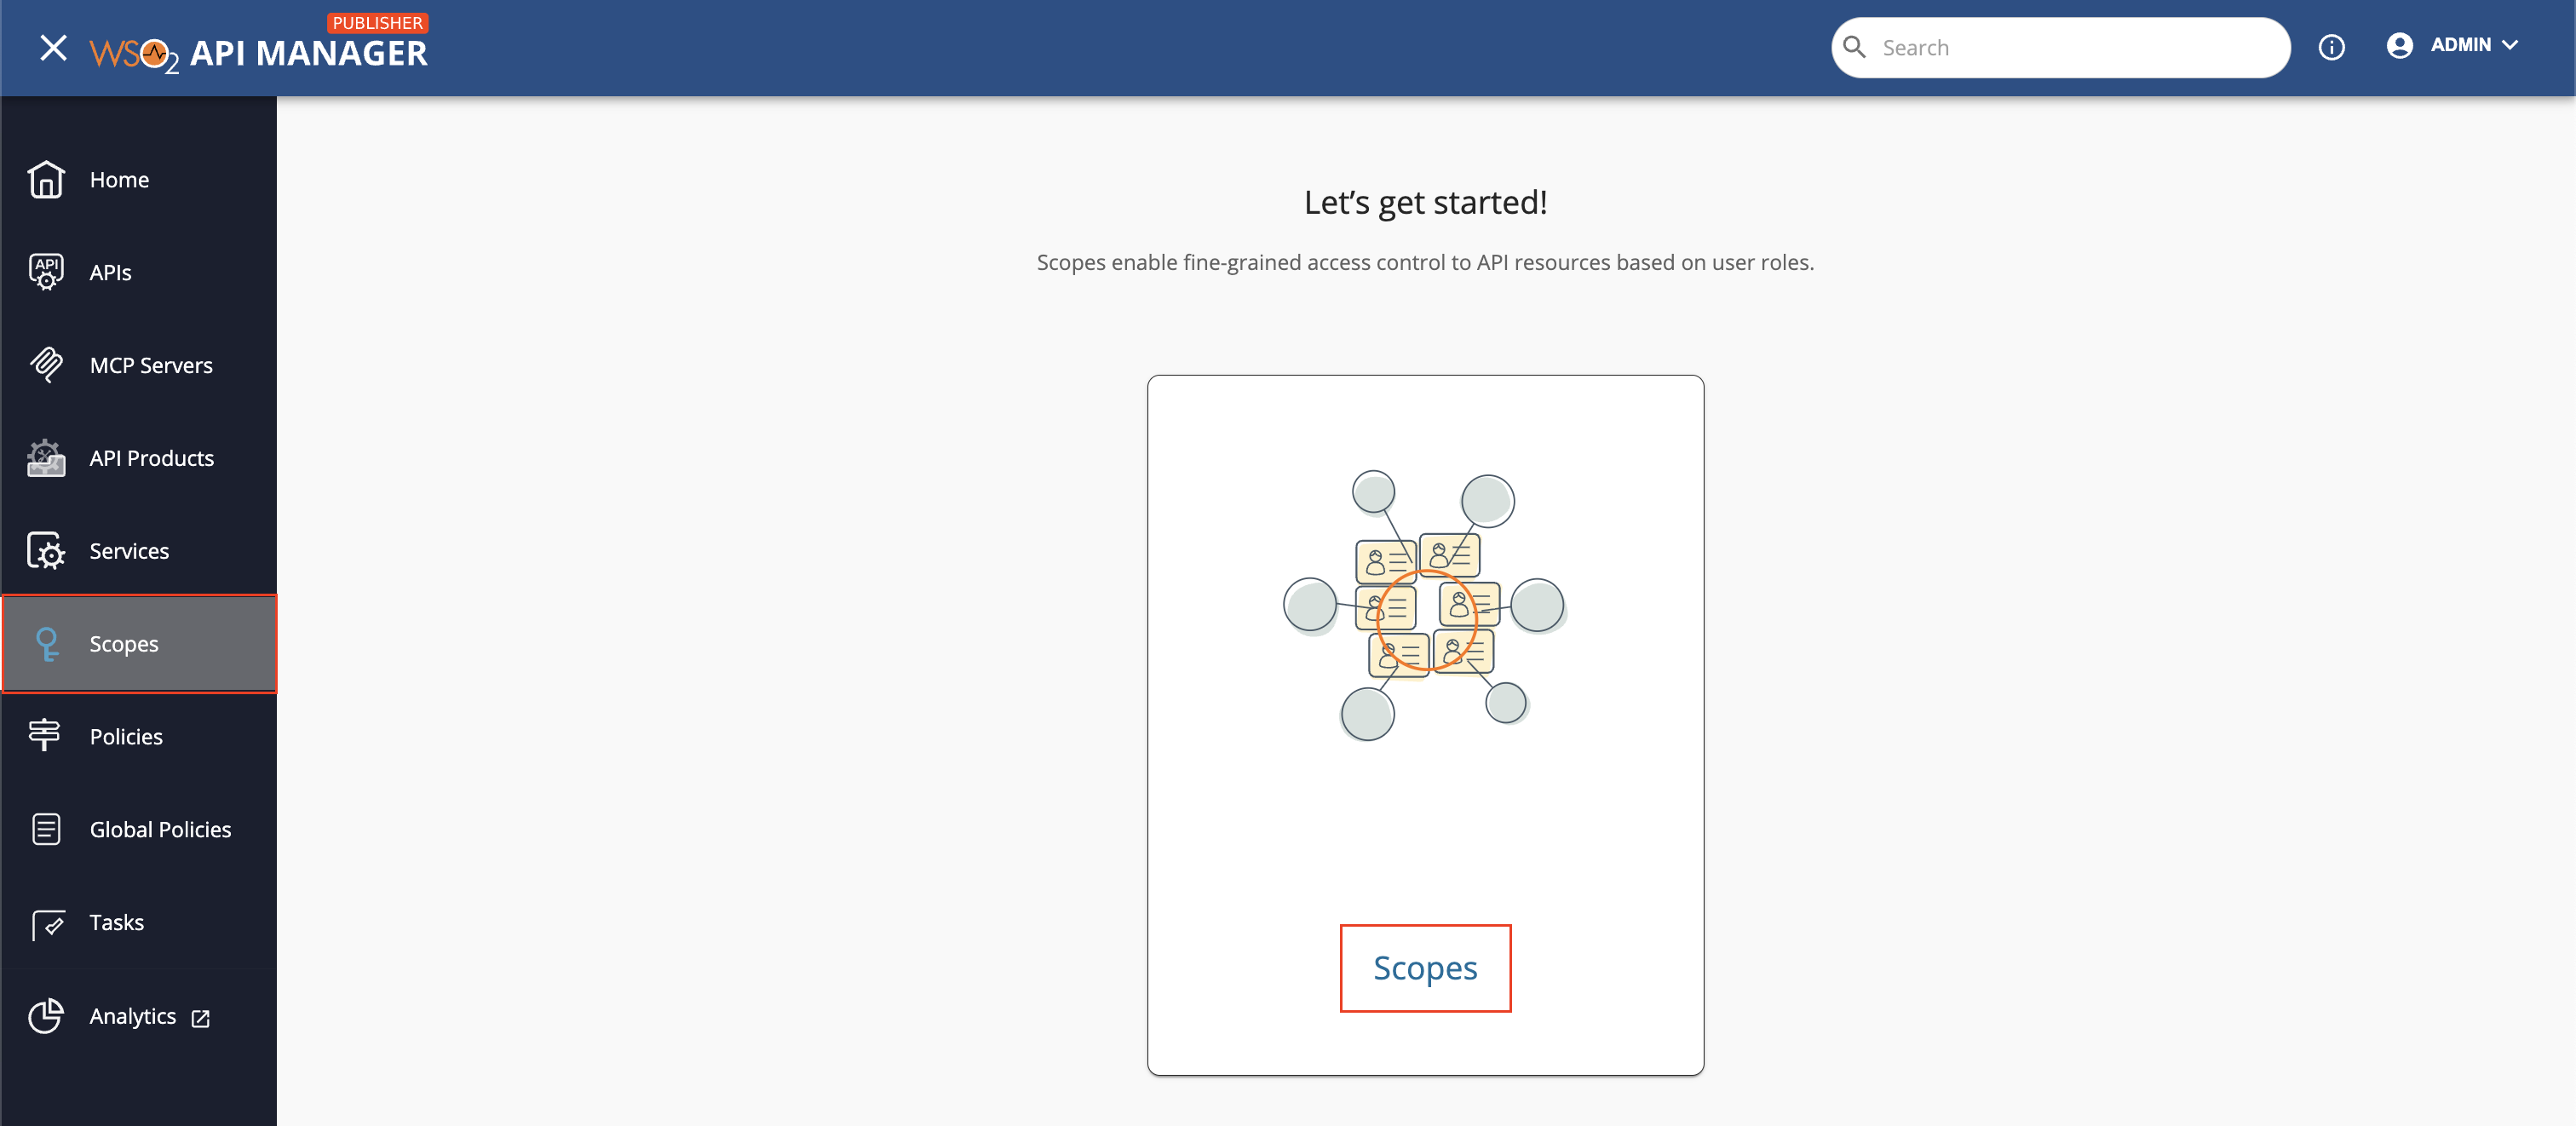 PUBLISHER
WSO2 API MANAGER
Search
ADMIN
Home
APIs
MCP Servers
API Products
Services
Scopes
Policies
Global Policies
Tasks
Analytics
Let’s get started!
Scopes enable fine-grained access control to API resources based on user roles.
Scopes